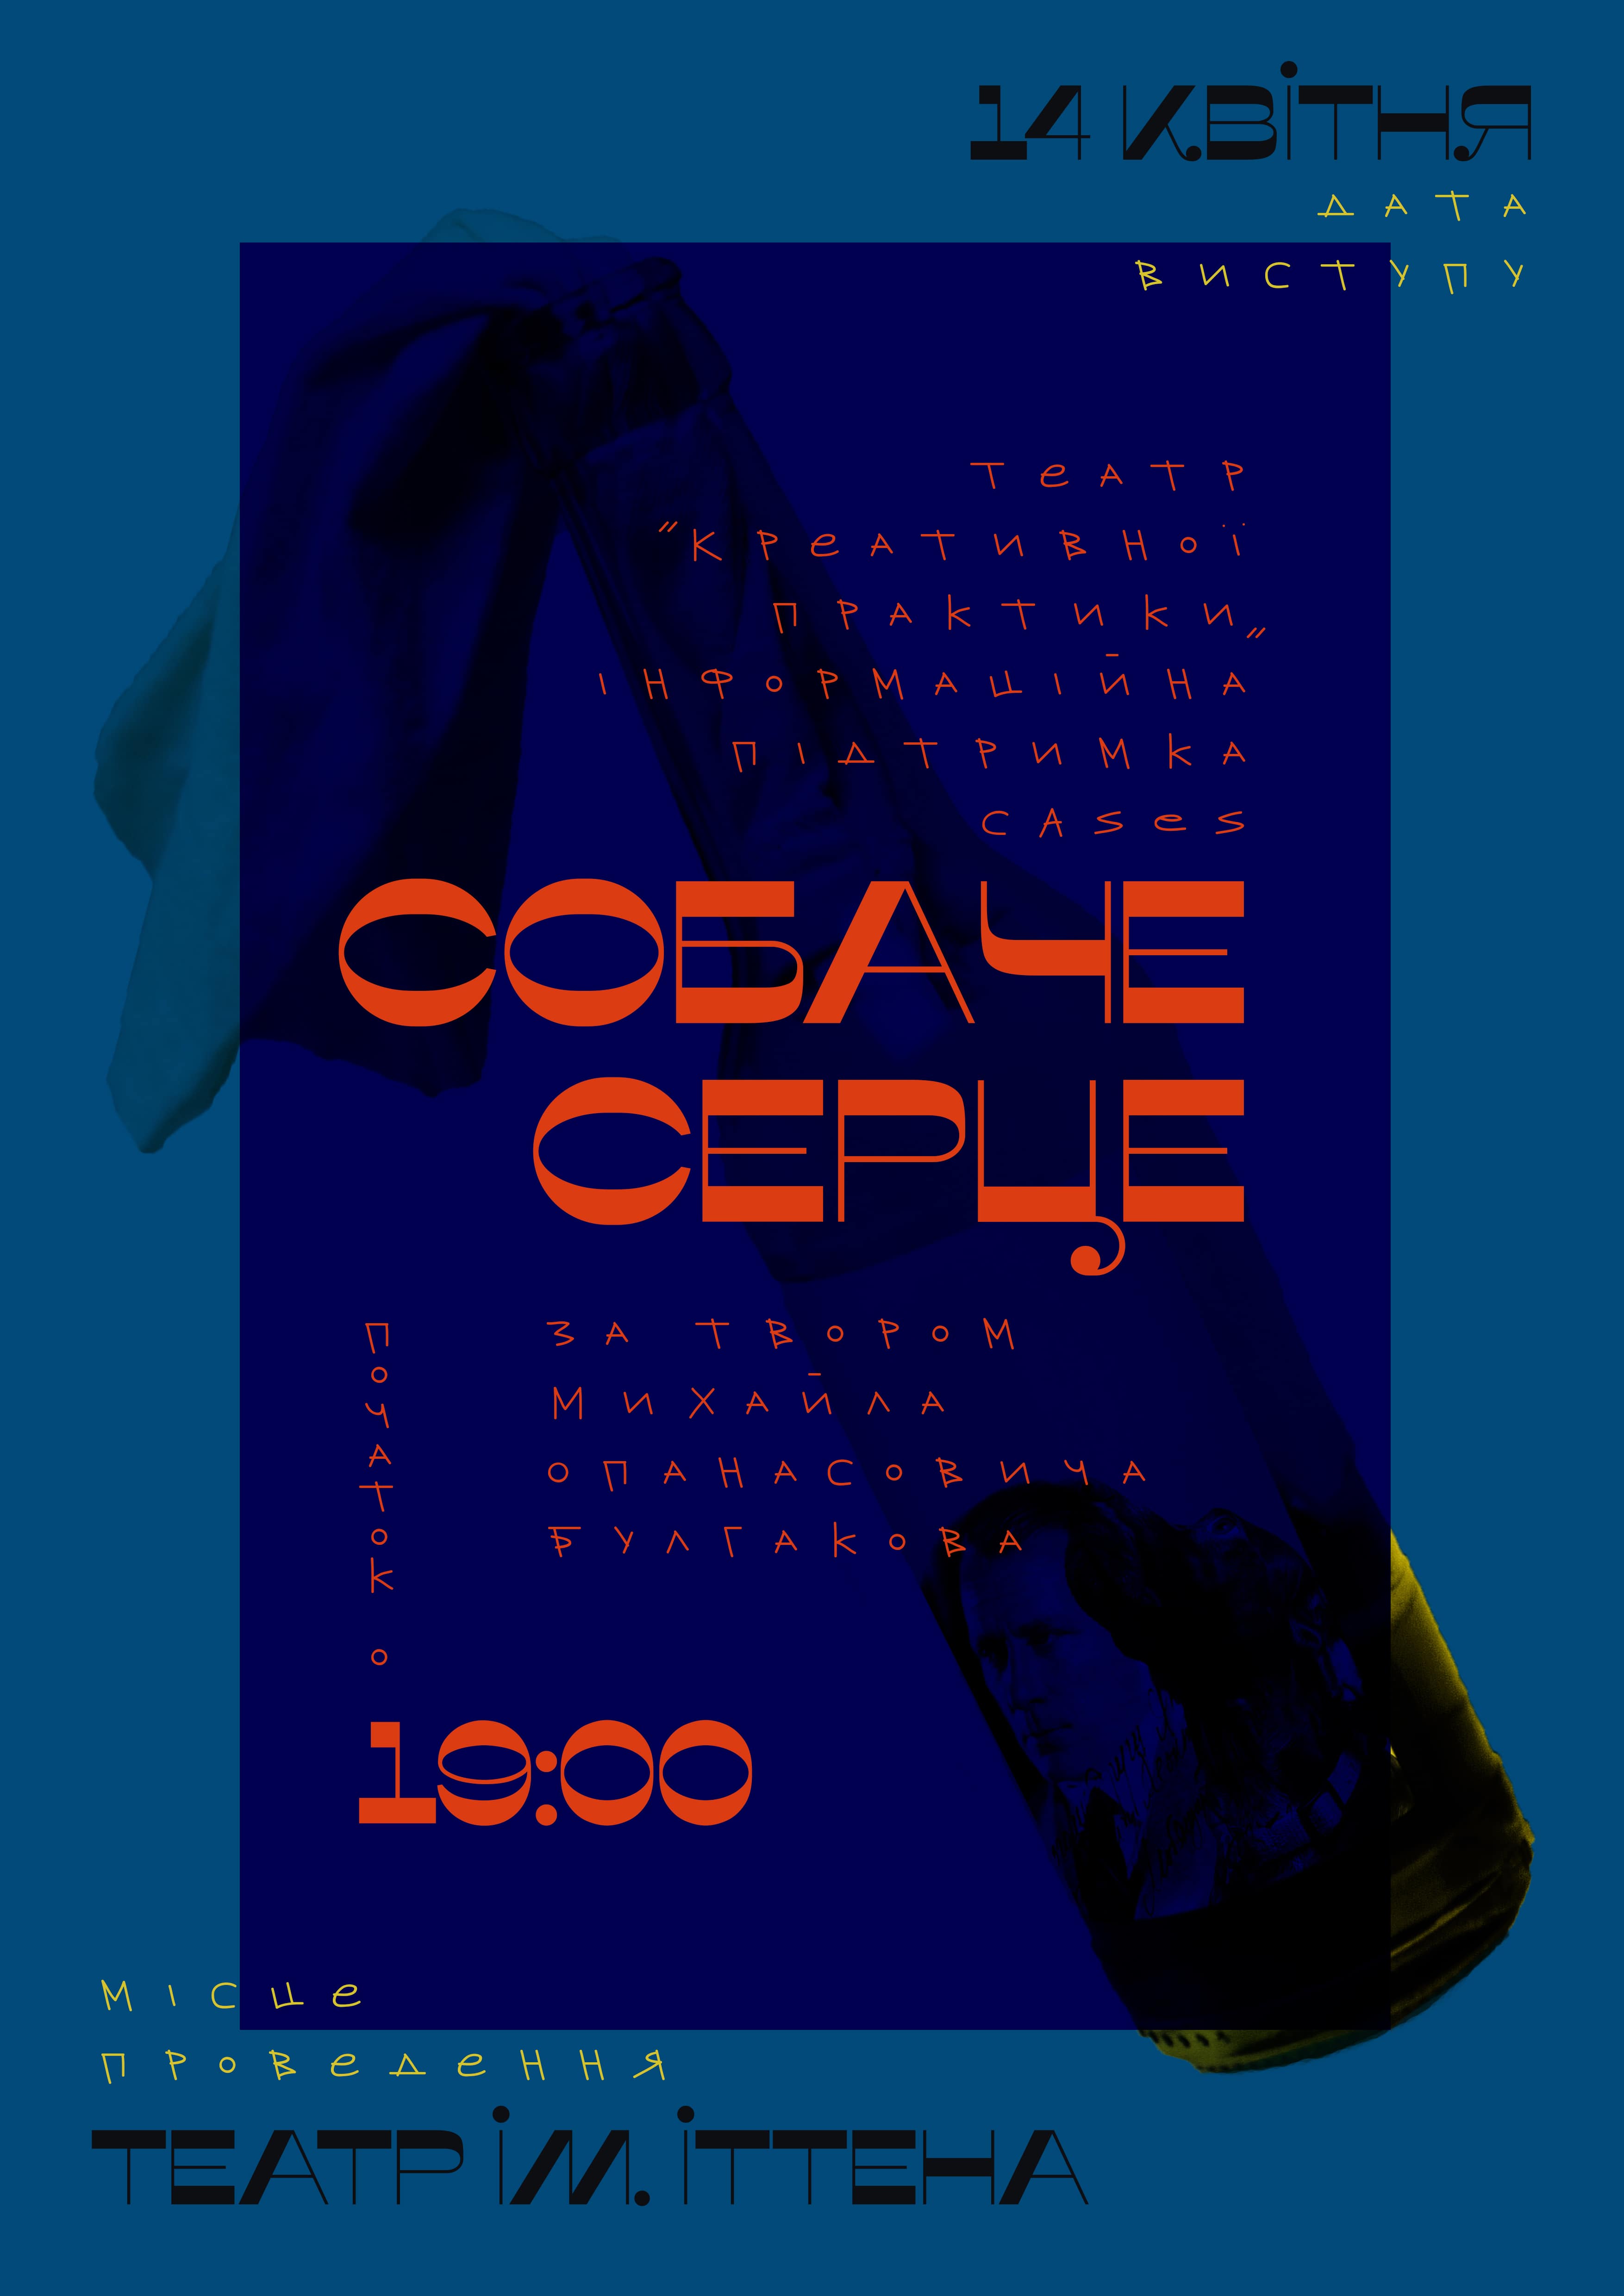 14 КВІТНЯ
ДАТА
ВИСТУПУ
ТеАТР
"КРеАТИВНОЇ
ПРАКТИКИ„
ІНФОРМАЦІЙНА
ПІДТРИМКА
CAses
СОБАЧЕ
СЕРЦЕ
ЗА ТВОРОМ
МИХАЙЛА
ОПАНАСОВИЧА
БУЛГАКОВА
ПОЧАТОК О
19:00
МІСЦе
ПРОВеДеННЯ
ТЕАТР ІМ. ІТТЕНА